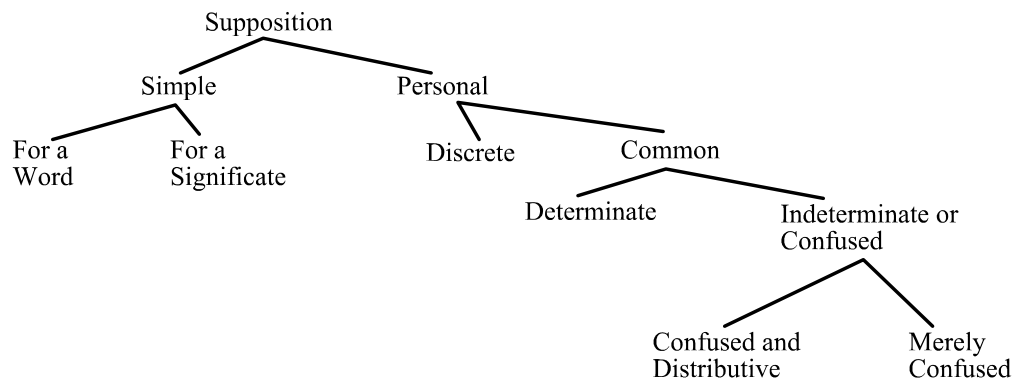 Supposition
Simple
Personal
For a
Word
For a
Significate
Discrete
Common
Determinate
Indeterminate or
Confused
Confused and
Distributive
Merely
Confused